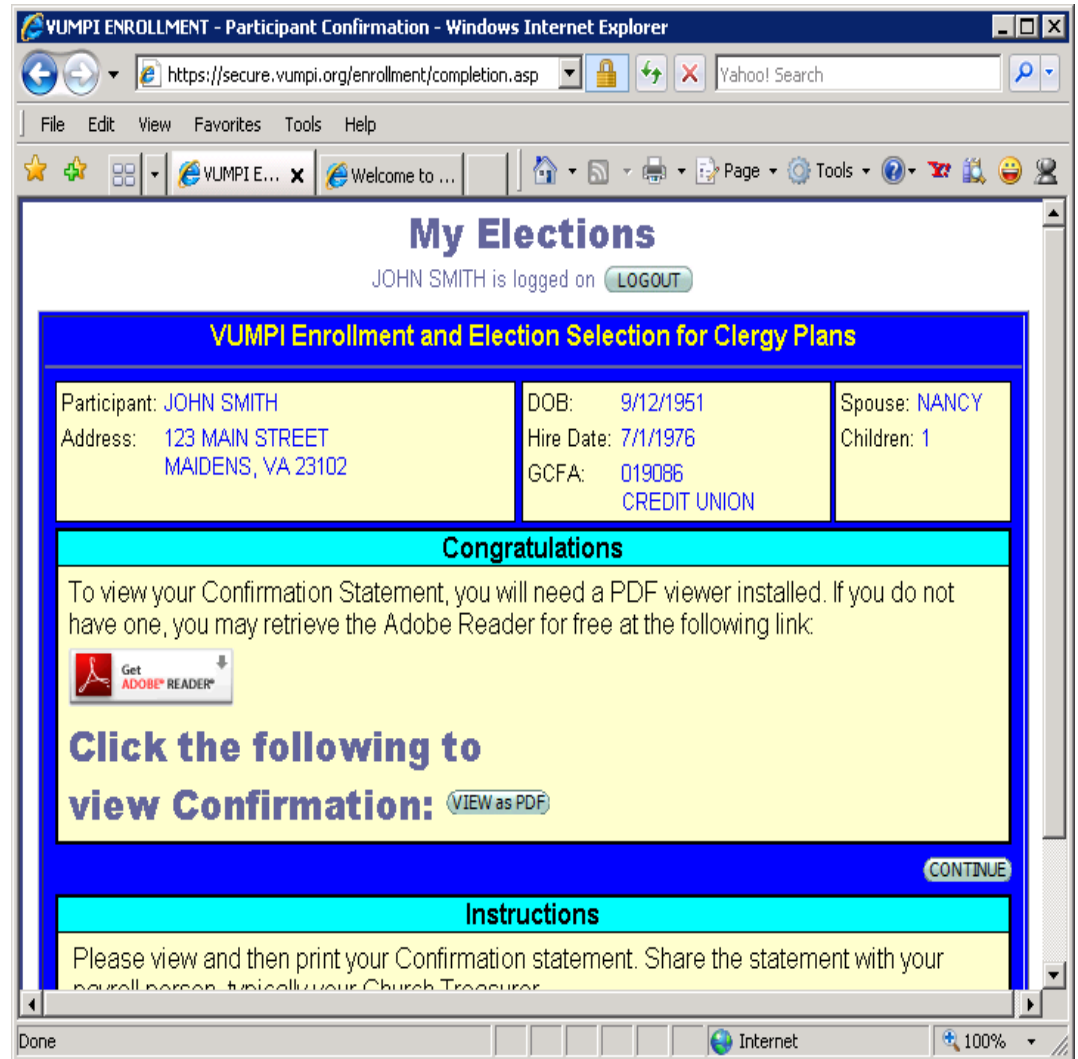 VUMPI ENROLLMENT - Participant Confirmation - Windows Internet Explorer
https://secure.vumpi.org/enrollment/completion.asp
Yahoo! Search
File Edit View Favorites Tools Help
VUMPI E... Welcome to ... Page Tools
My Elections
JOHN SMITH is logged on LOGOUT
VUMPI Enrollment and Election Selection for Clergy Plans
Participant: JOHN SMITH
Address: 123 MAIN STREET
MAIDENS, VA 23102
DOB: 9/12/1951
Hire Date: 7/1/1976
GCFA: 019086
CREDIT UNION
Spouse: NANCY
Children: 1
Congratulations
To view your Confirmation Statement, you will need a PDF viewer installed. If you do not
have one, you may retrieve the Adobe Reader for free at the following link:
Get
ADOBE® READER®
Click the following to
view Confirmation: VIEW as PDF
CONTINUE
Instructions
Please view and then print your Confirmation statement. Share the statement with your
payroll person, typically your Church Treasurer
Done Internet 100%